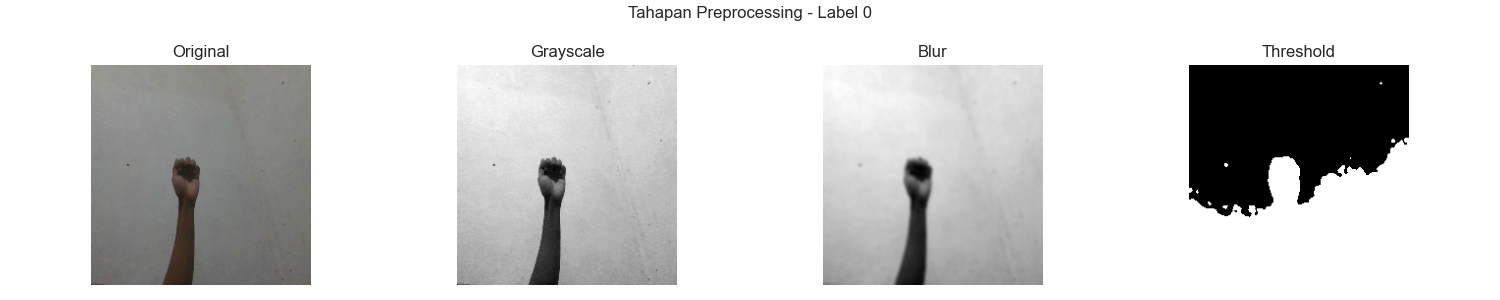 Tahapan Preprocessing - Label 0
Original
Grayscale
Blur
Threshold